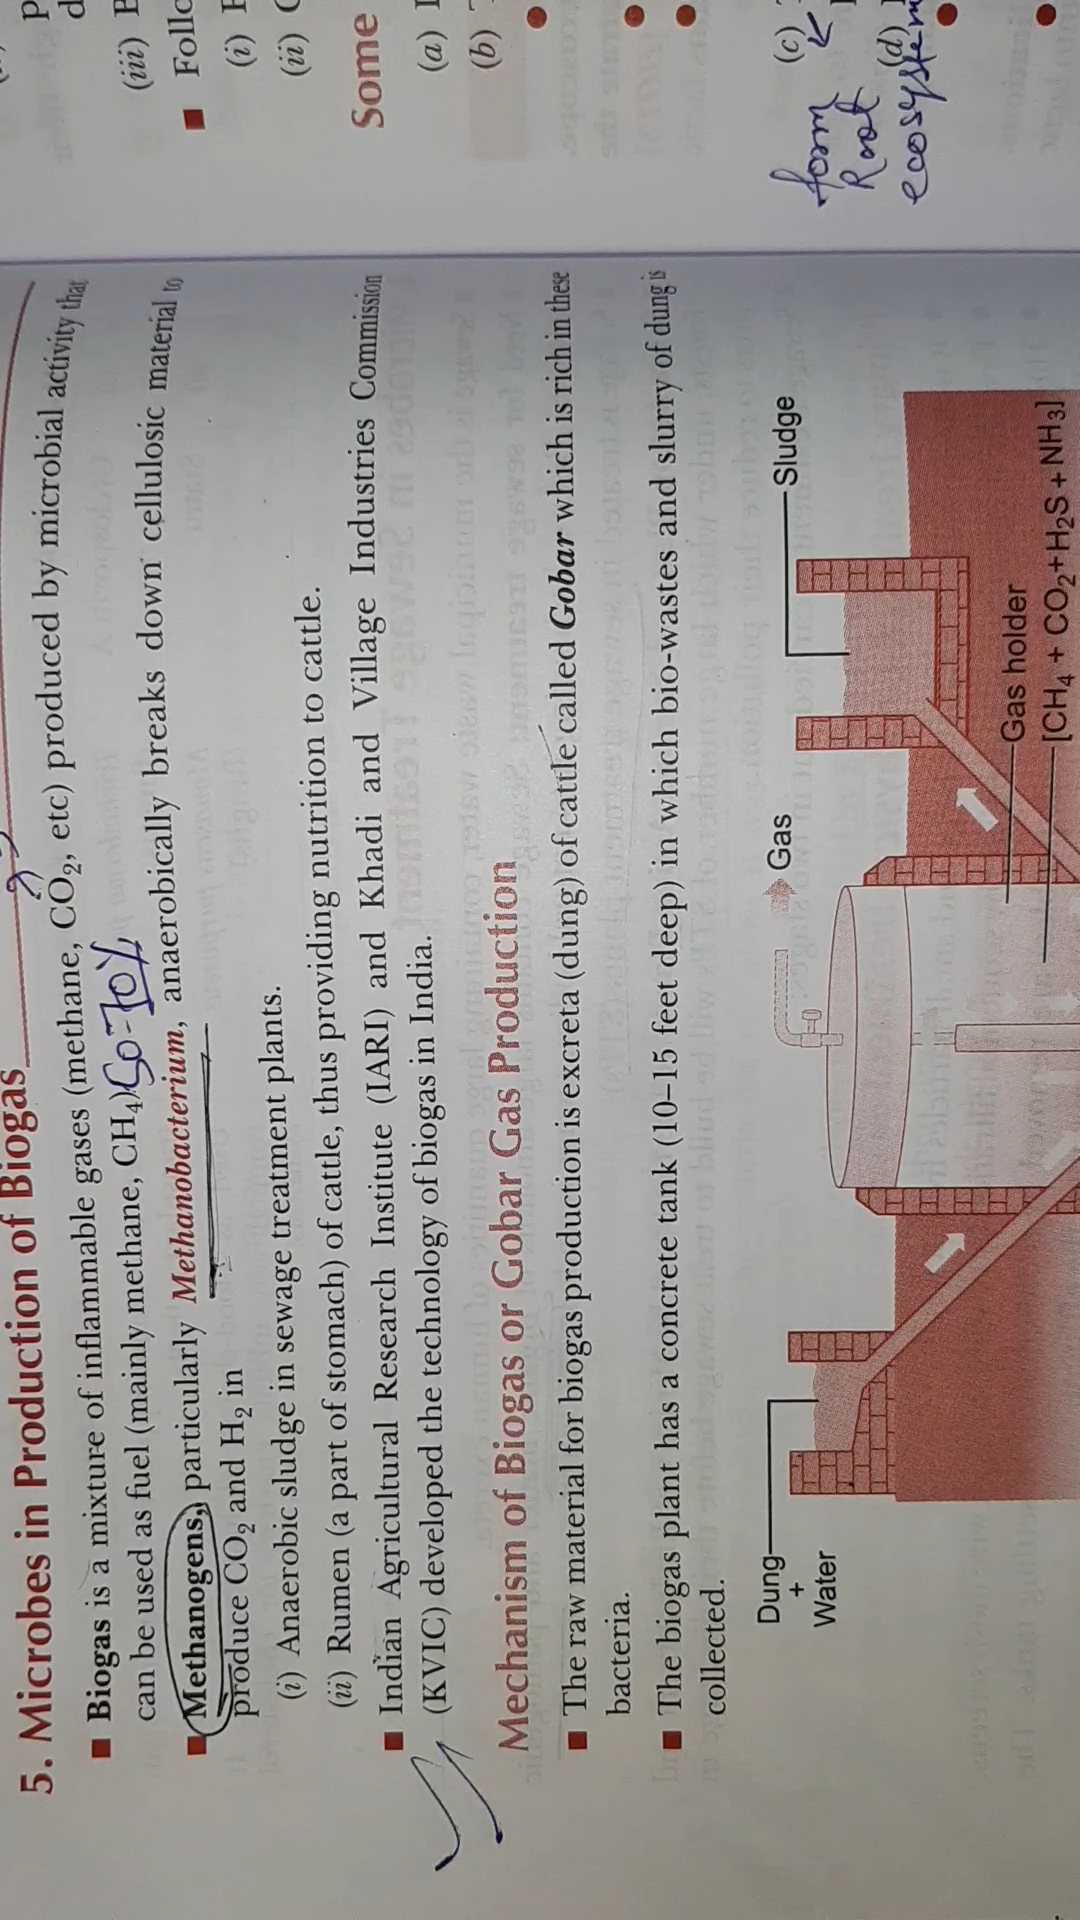 5. Microbes in Production of Biogas
■ Biogas is a mixture of inflammable gases (methane, CO₂, etc) produced by microbial activity that
can be used as fuel (mainly methane, CH₄)
■ Methanogens, particularly Methanobacterium, anaerobically breaks down cellulosic material to
produce CO₂ and H₂ in
(i) Anaerobic sludge in sewage treatment plants.
(ii) Rumen (a part of stomach) of cattle, thus providing nutrition to cattle.
■ Indian Agricultural Research Institute (IARI) and Khadi and Village Industries Commission
(KVIC) developed the technology of biogas in India.
Mechanism of Biogas or Gobar Gas Production
■ The raw material for biogas production is excreta (dung) of cattle called Gobar which is rich in these
bacteria.
■ The biogas plant has a concrete tank (10–15 feet deep) in which bio-wastes and slurry of dung is
collected.
Dung
+
Water
Gas
Sludge
Gas holder
[CH₄ + CO₂+H₂S+NH₃]
(iii)
■ Follo
(i)
(ii)
Some
(a)
(b)
(c)
(d)
form
Root
ecosystem